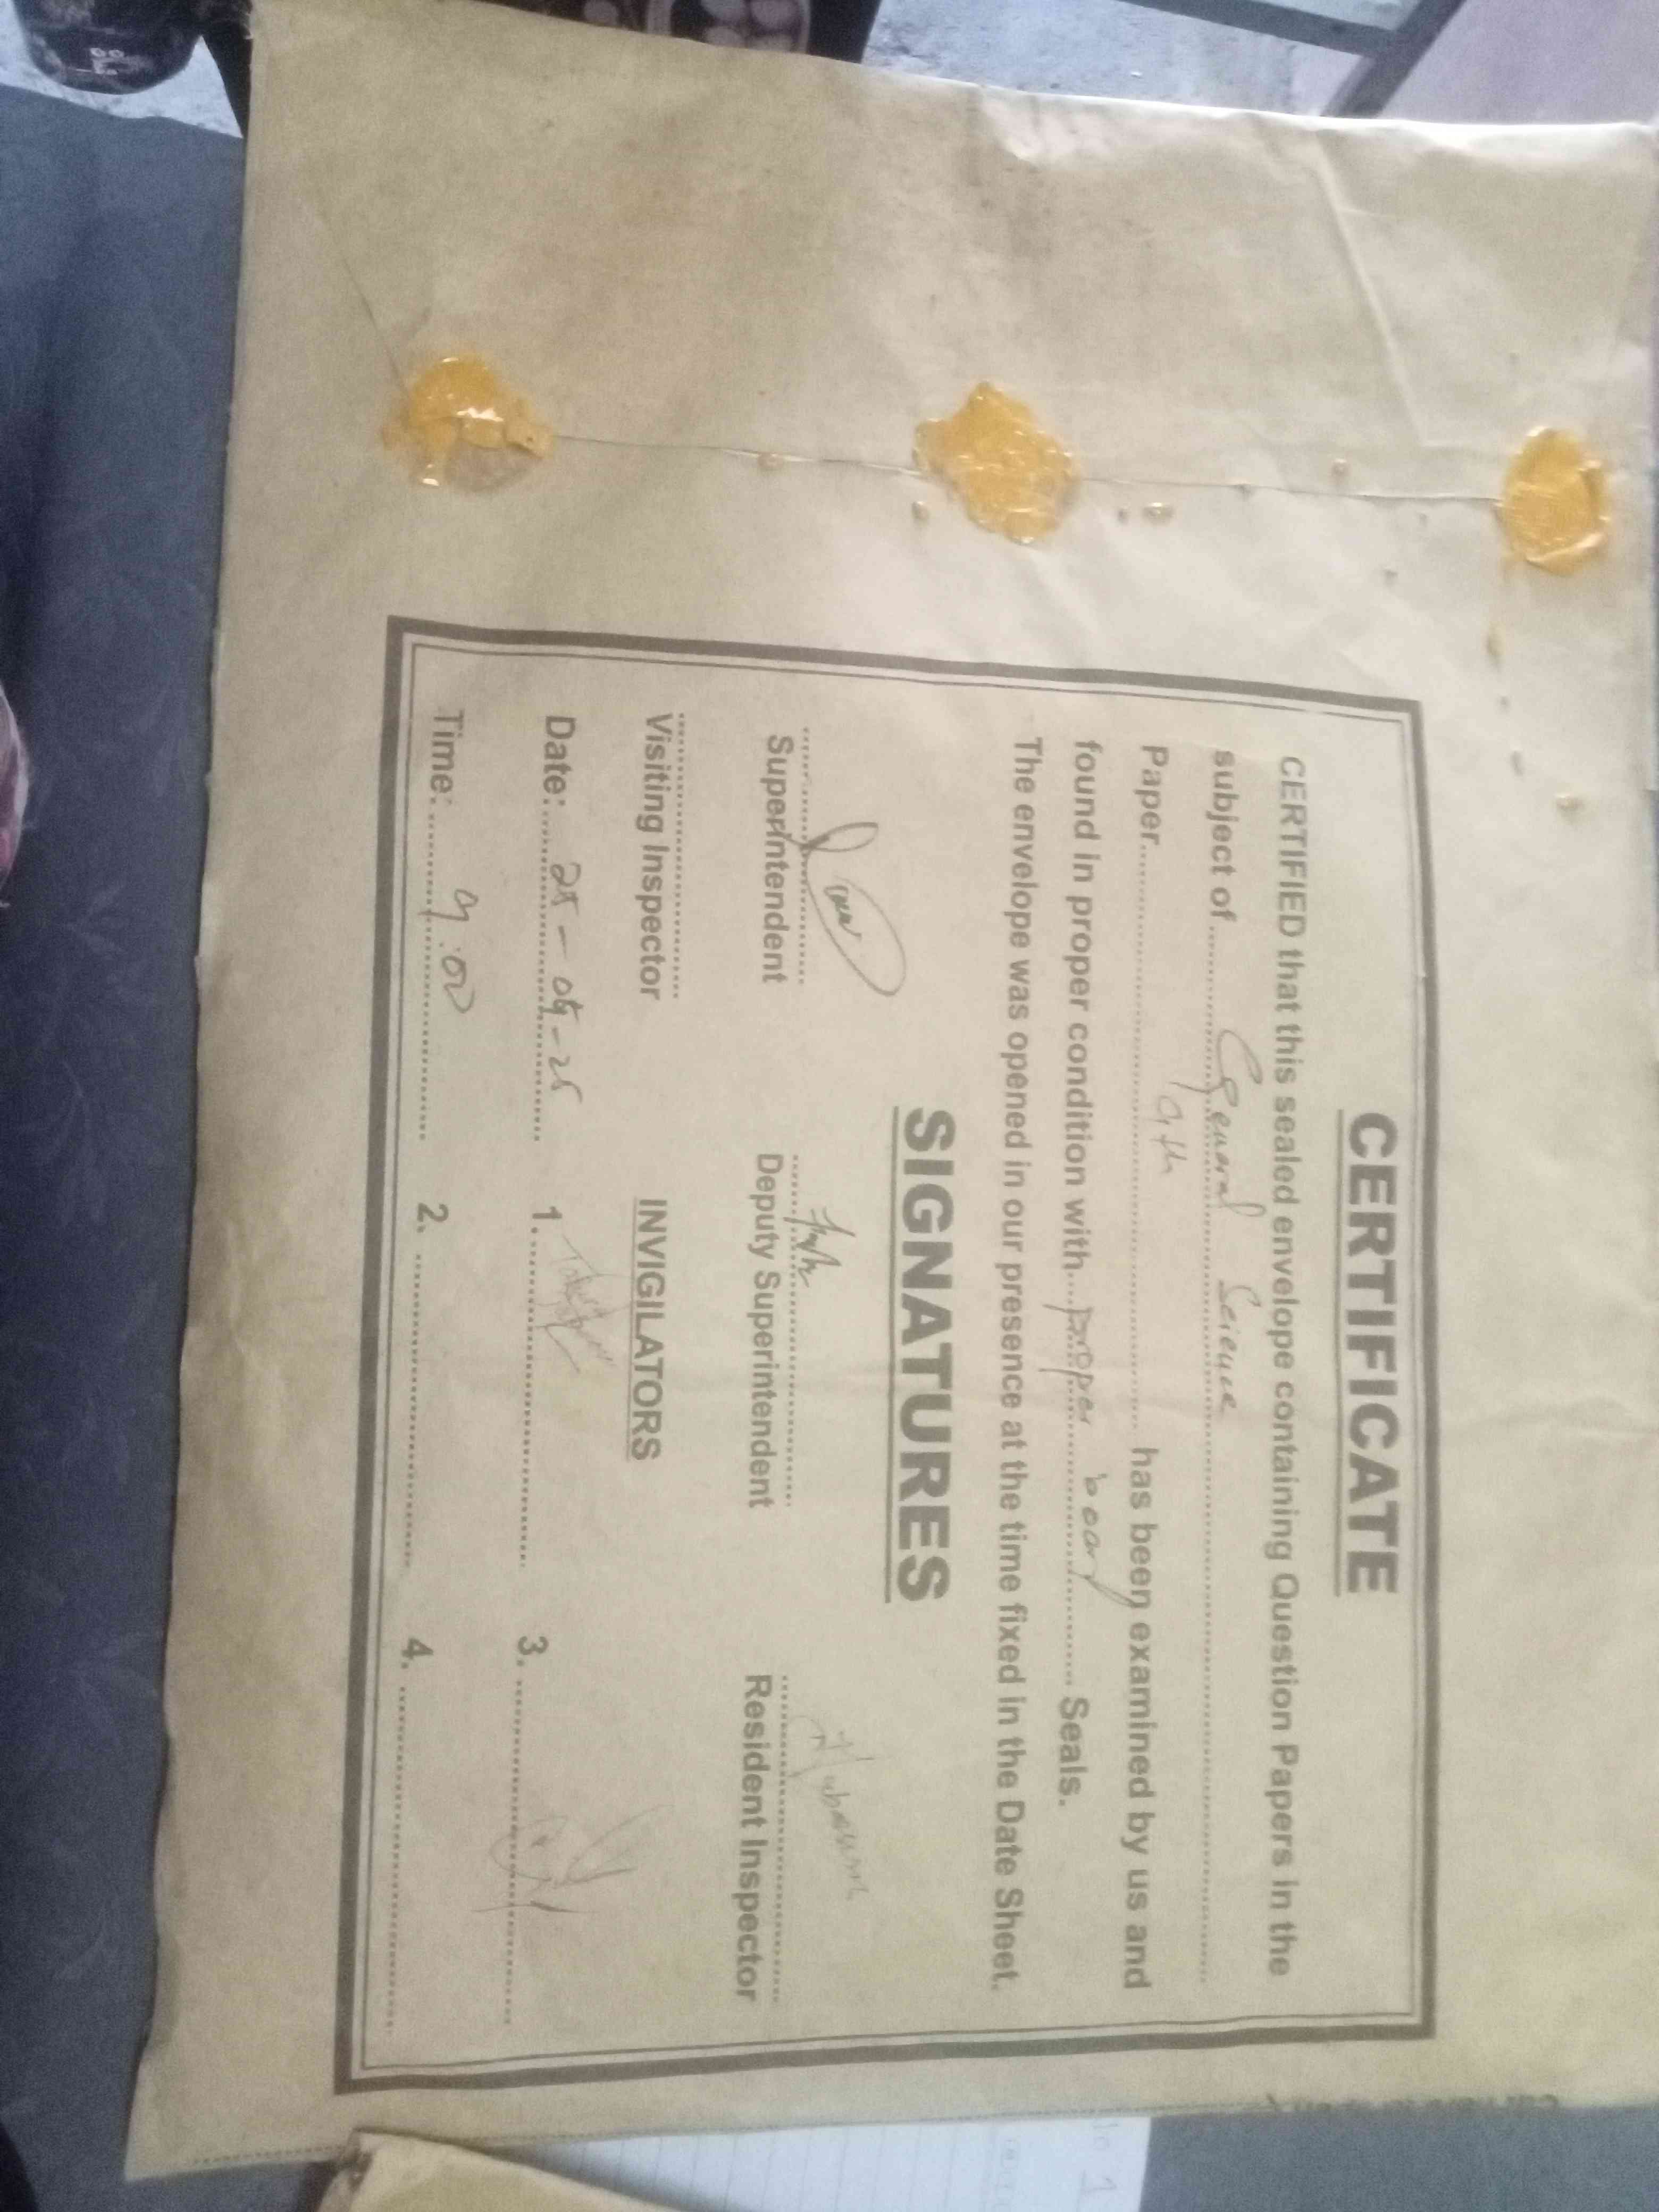 CERTIFICATE
CERTIFIED that this sealed envelope containing Question Papers in the
subject of General Science
Paper 9th has been examined by us and
found in proper condition with proper board Seals.
The envelope was opened in our presence at the time fixed in the Date Sheet.
SIGNATURES
Superintendent Deputy Superintendent Resident Inspector
Visiting Inspector INVIGILATORS
Date: 25-04-25 1. 3.
Time: 9:00 2. 4.